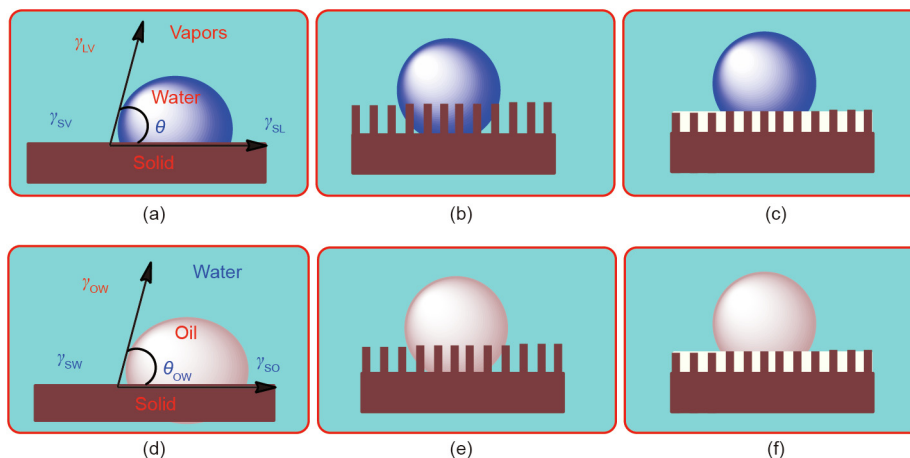 Vapors
γLV
Water
γSV
θ
γSL
Solid
(a)
(b)
(c)
Water
γOW
Oil
γSW
θOW
γSO
Solid
(d)
(e)
(f)